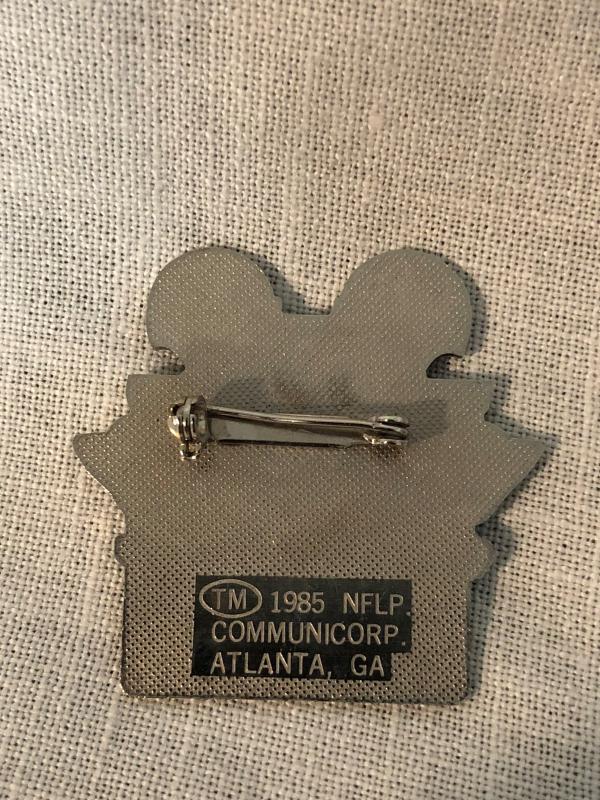 TM 1985 NFLP.
COMMUNICORP.
ATLANTA, GA